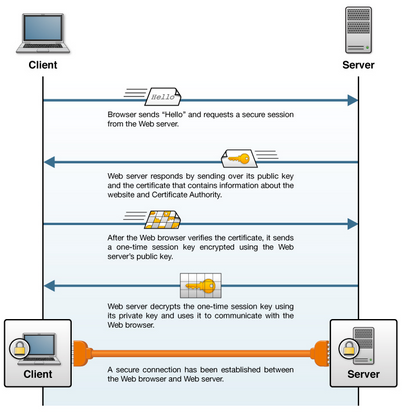 Client
Server
Hello
Browser sends “Hello” and requests a secure session
from the Web server.
Web server responds by sending over its public key
and the certificate that contains information about the
website and Certificate Authority.
After the Web browser verifies the certificate, it sends
a one-time session key encrypted using the Web
server’s public key.
Web server decrypts the one-time session key using
its private key and uses it to communicate with the
Web browser.
Client
A secure connection has been established between
the Web browser and Web server.
Server